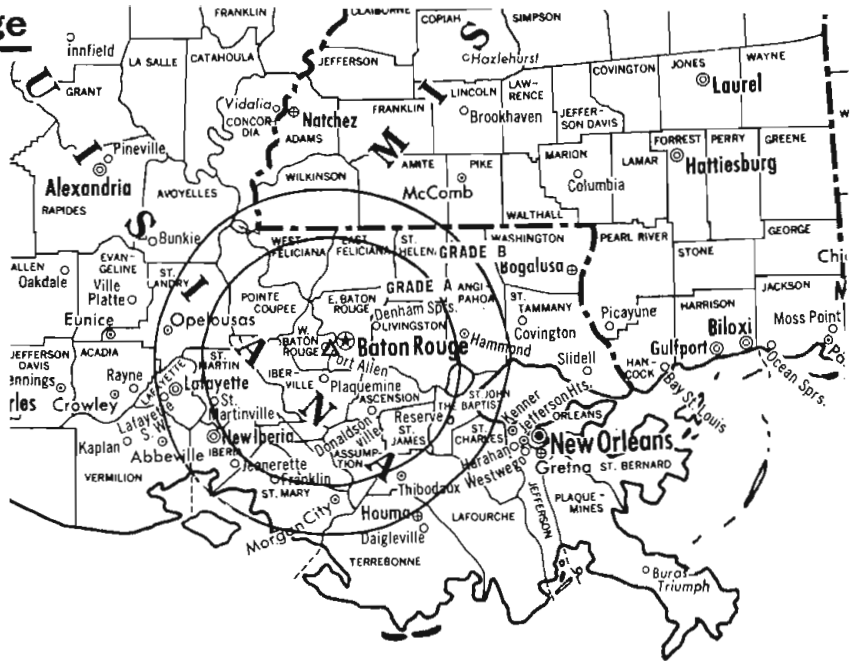 ge
FRANKLIN
CLAIBORNE
COPIAH
SIMPSON
innfield
CATAHOULA
LA SALLE
JEFFERSON
Hazlehurst
COVINGTON
JONES
WAYNE
Laurel
GRANT
Vidalia
Natchez
CONCOR
DIA
ADAMS
FRANKLIN
LINCOLN
Brookhaven
LAW-
RENCE
JEFFER-
SON DAVIS
U
I
S
I
A
N
A
M
I
S
Pineville
Alexandria
RAPIDES
AVOYELLES
Bunkie
WILKINSON
AMITE
PIKE
McComb
MARION
Columbia
LAMAR
FORREST
PERRY
GREENE
Hattiesburg
WALTHALL
ALLEN
Oakdale
EVAN-
GELINE
Ville
Platte
ST.
LANDRY
WEST
FELICIANA
EAST
FELICIANA
ST.
HELENA
GRADE B
WASHINGTON
Bogalusa
PEARL RIVER
GEORGE
STONE
Eunice
Opelousas
POINTE
COUPEE
E. BATON
ROUGE
GRADE A
TANGI-
PAHOA
ST.
TAMMANY
Covington
Picayune
HARRISON
JACKSON
Moss Point
Denham Sprs.
LIVINGSTON
W.
BATON
ROUGE
Baton Rouge
Port Allen
Hammond
Slidell
HAN-
COCK
Gulfport
Biloxi
Ocean Sprs.
Bay St. Louis
JEFFERSON
DAVIS
ennings
ACADIA
Rayne
Crowley
rles
LAFAYETTE
Lafayette
Lafayette
S. W.
ST.
MARTIN
St.
Martinville
IBER-
VILLE
Plaquemine
ASCENSION
Donaldson-
ville
ST.
JAMES
Reserve
ST. JOHN
THE BAPTIST
ST.
CHARLES
Kenner
Jefferson Hts.
ORLEANS
New Orleans
Harahan
Westwego
Gretna
ST. BERNARD
Kaplan
Abbeville
VERMILION
New Iberia
IBERIA
Jeanerette
Franklin
ST. MARY
ASSUMP-
TION
Thibodaux
Morgan City
Houma
Daigleville
LAFOURCHE
TERREBONNE
JEFFERSON
PLAQUE-
MINES
Buras
Triumph